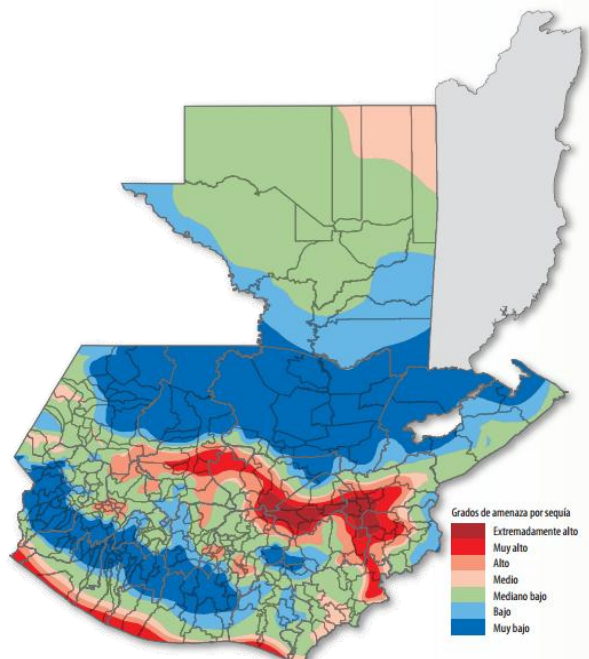 Grados de amenaza por sequía
Extremadamente alto
Muy alto
Alto
Medio
Mediano bajo
Bajo
Muy bajo